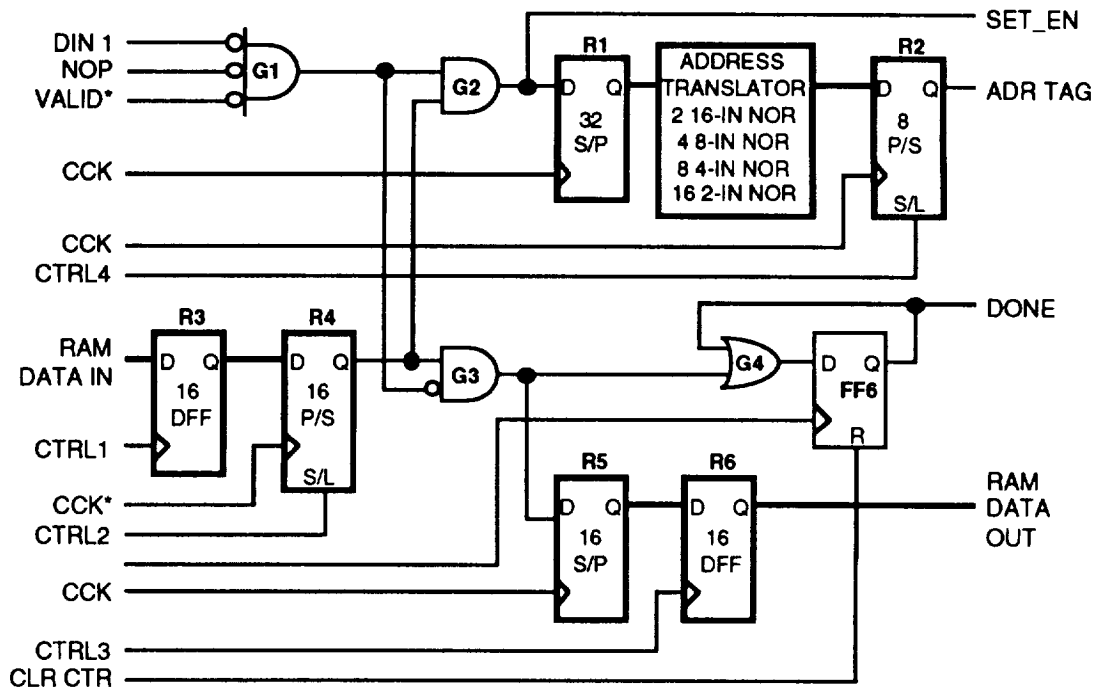 DIN 1
NOP
VALID*
G1
G2
SET_EN
R1
D Q
32
S/P
ADDRESS
TRANSLATOR
2 16-IN NOR
4 8-IN NOR
8 4-IN NOR
16 2-IN NOR
R2
D Q
8
P/S
S/L
ADR TAG
CCK
CCK
CTRL4
R3
D Q
16
DFF
R4
D Q
16
P/S
S/L
RAM
DATA IN
CTRL1
CCK*
CTRL2
G3
G4
D Q
FF6
R
DONE
R5
D Q
16
S/P
R6
D Q
16
DFF
RAM
DATA
OUT
CCK
CTRL3
CLR CTR